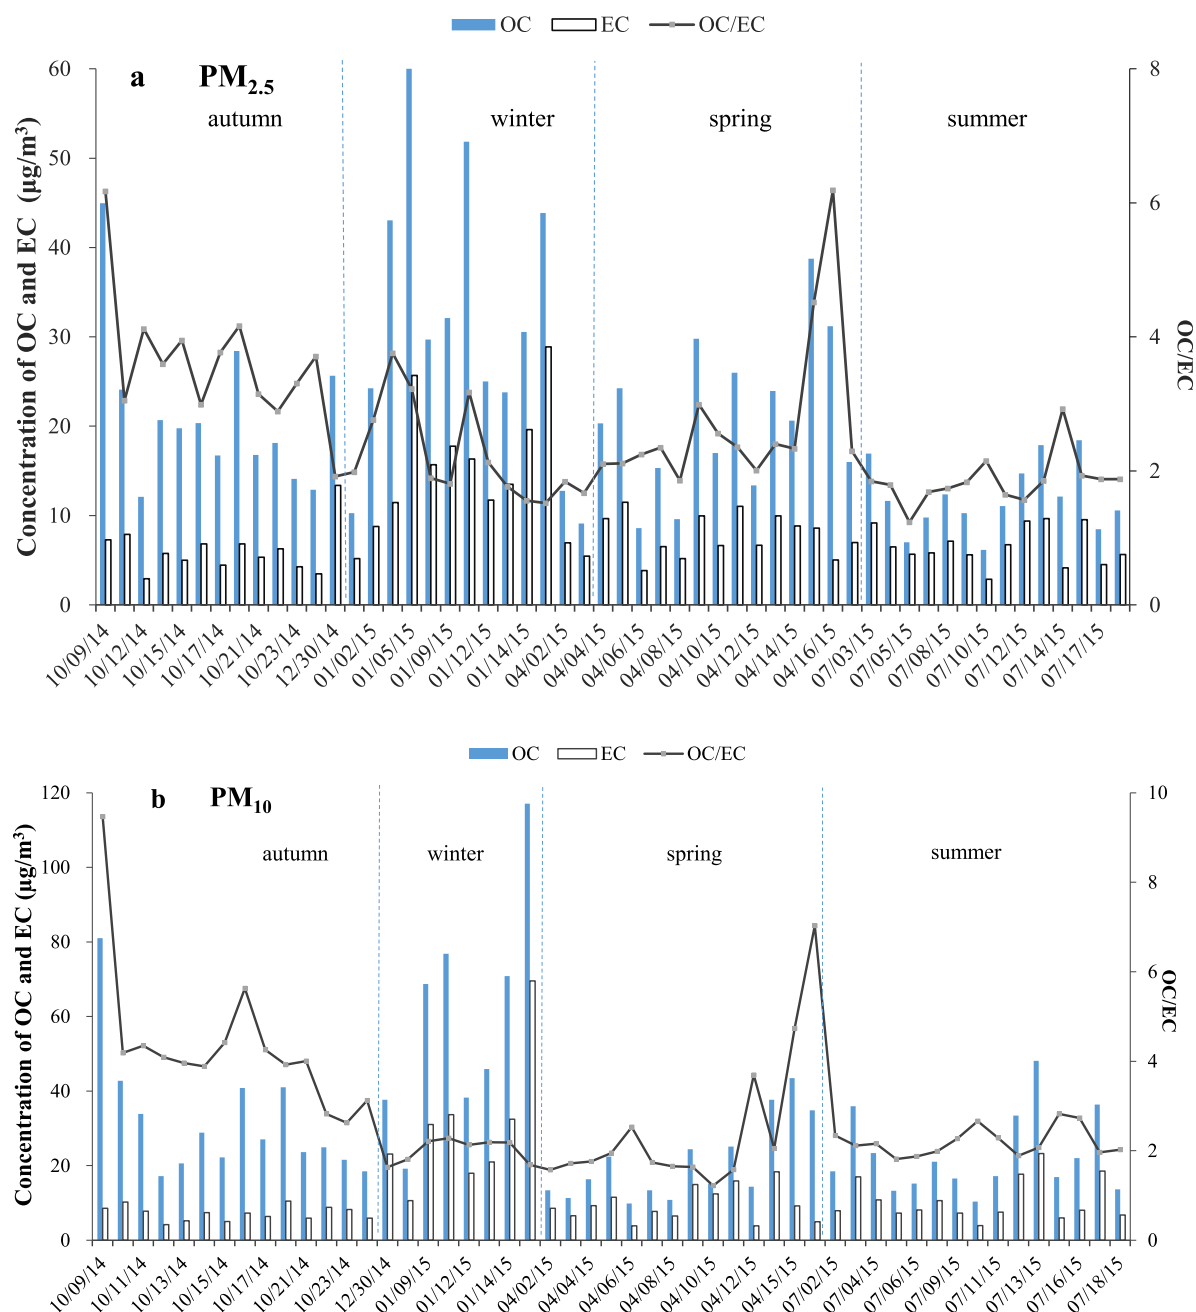 OC EC OC/EC
a PM2.5
autumn winter spring summer
Concentration of OC and EC (µg/m³)
60
50
40
30
20
10
0
8
6
4
2
0
OC/EC
10/09/14 10/12/14 10/15/14 10/17/14 10/21/14 10/23/14 12/30/14 01/02/15 01/05/15 01/09/15 01/12/15 01/14/15 04/02/15 04/04/15 04/06/15 04/08/15 04/10/15 04/12/15 04/14/15 04/16/15 07/03/15 07/05/15 07/08/15 07/10/15 07/12/15 07/14/15 07/17/15
OC EC OC/EC
b PM10
autumn winter spring summer
Concentration of OC and EC (µg/m³)
120
100
80
60
40
20
0
10
8
6
4
2
0
OC/EC
10/09/14 10/11/14 10/13/14 10/15/14 10/17/14 10/21/14 10/23/14 12/30/14 01/09/15 01/12/15 01/14/15 04/02/15 04/04/15 04/06/15 04/08/15 04/10/15 04/12/15 04/15/15 07/02/15 07/04/15 07/06/15 07/09/15 07/11/15 07/13/15 07/16/15 07/18/15